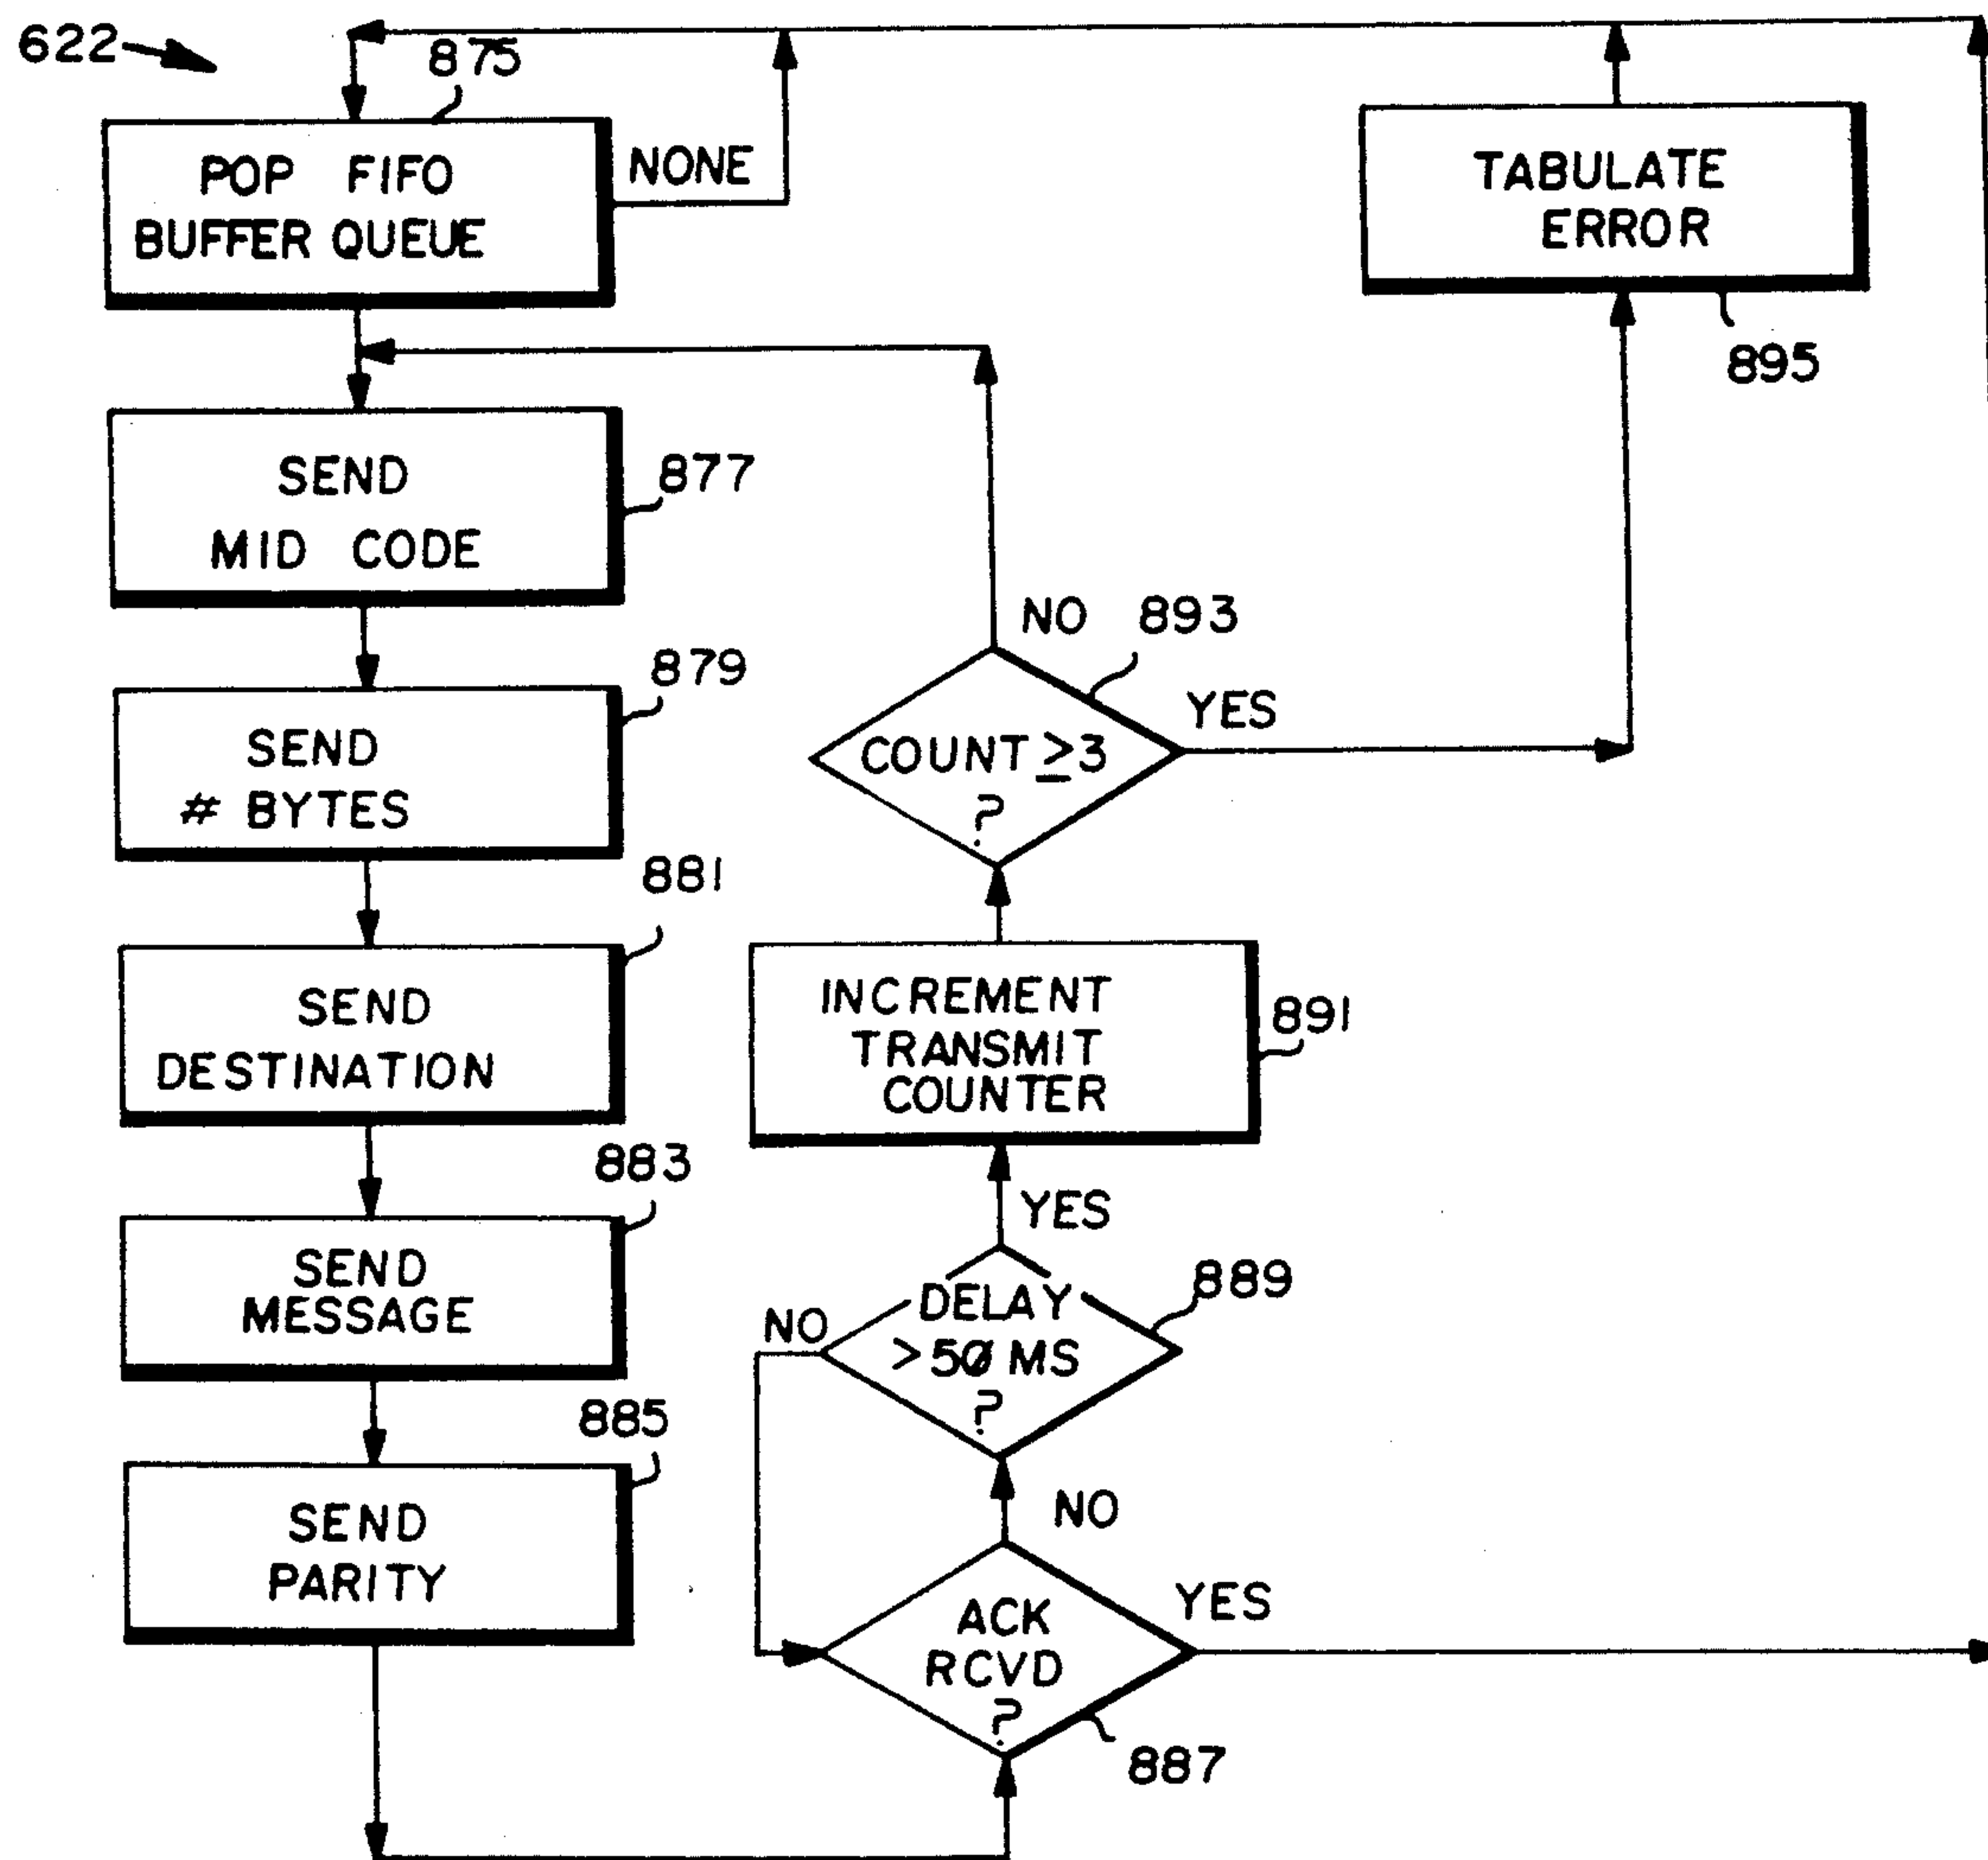 622
875
POP FIFO
BUFFER QUEUE
NONE
TABULATE
ERROR
895
SEND
MID CODE
877
SEND
# BYTES
879
NO 893
COUNT ≥3
?
YES
881
SEND
DESTINATION
INCREMENT
TRANSMIT
COUNTER
891
883
SEND
MESSAGE
YES
DELAY
>50 MS
?
889
NO
885
SEND
PARITY
NO
ACK
RCVD
?
YES
887